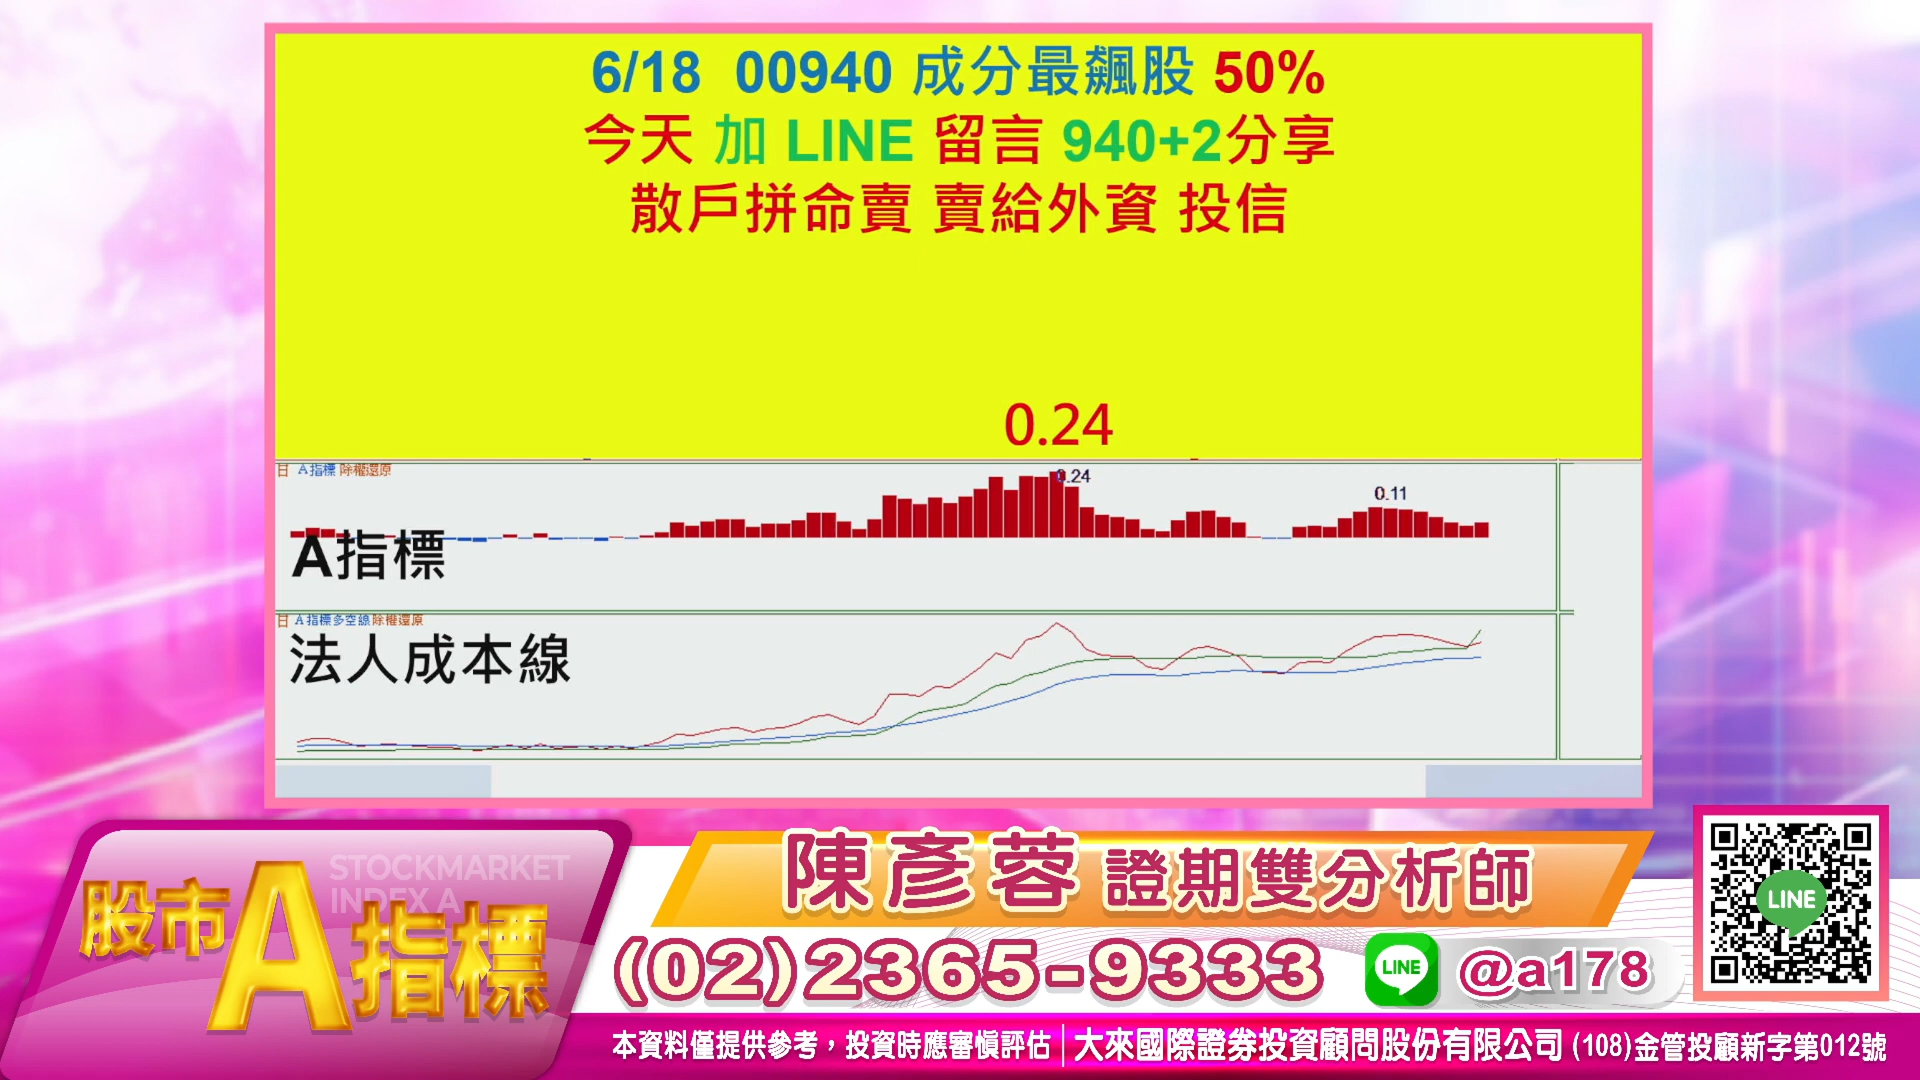 6/18 00940 成分最飆股 50%
今天 加 LINE 留言 940+2分享
散戶拼命賣 賣給外資 投信
0.24
日 A指標 除權還原
0.24
0.11
A指標
日 A指標多空線 除權還原
法人成本線
STOCKMARKET
INDEX A
股市A指標
陳彥蓉 證期雙分析師
(02)2365-9333
LINE @a178
LINE
本資料僅提供參考，投資時應審慎評估 | 大來國際證券投資顧問股份有限公司 (108)金管投顧新字第012號